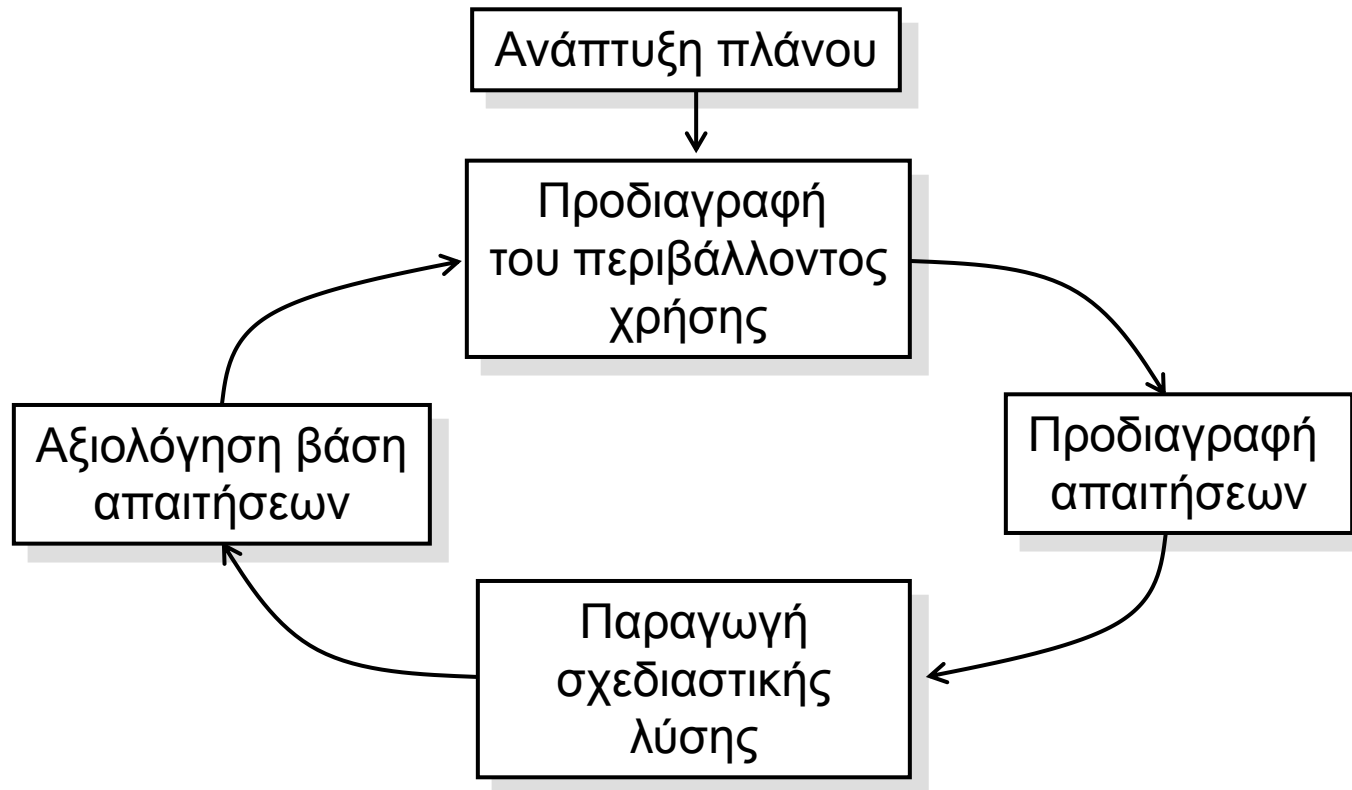 Ανάπτυξη πλάνου
Προδιαγραφή
του περιβάλλοντος
χρήσης
Προδιαγραφή
απαιτήσεων
Παραγωγή
σχεδιαστικής
λύσης
Αξιολόγηση βάση
απαιτήσεων